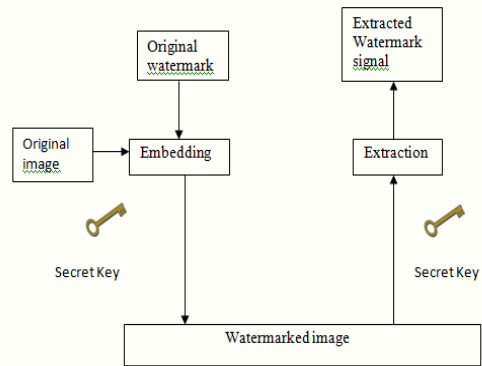 Original
watermark
Extracted
Watermark
signal
Original
image
Embedding
Extraction
Secret Key
Secret Key
Watermarked image